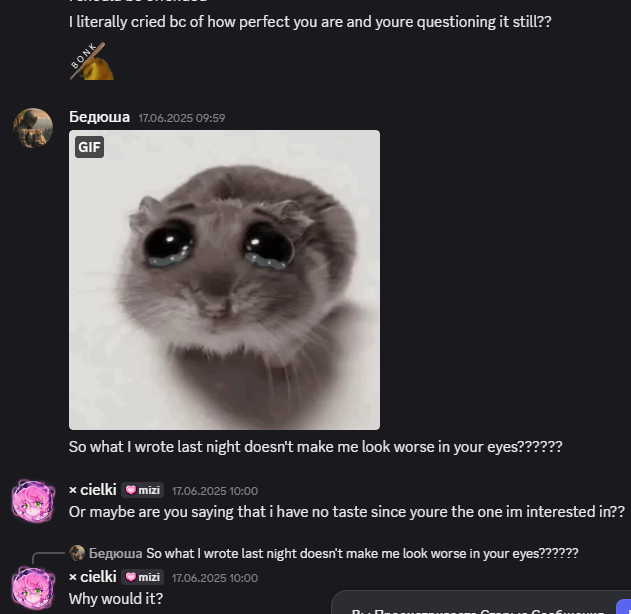 I literally cried bc of how perfect you are and youre questioning it still??
BONK
Бедюша 17.06.2025 09:59
GIF
So what I wrote last night doesn't make me look worse in your eyes??????
× cielki mizi 17.06.2025 10:00
Or maybe are you saying that i have no taste since youre the one im interested in??
Бедюша So what I wrote last night doesn't make me look worse in your eyes??????
× cielki mizi 17.06.2025 10:00
Why would it?
Вы Просматриваете Старые Сообщения